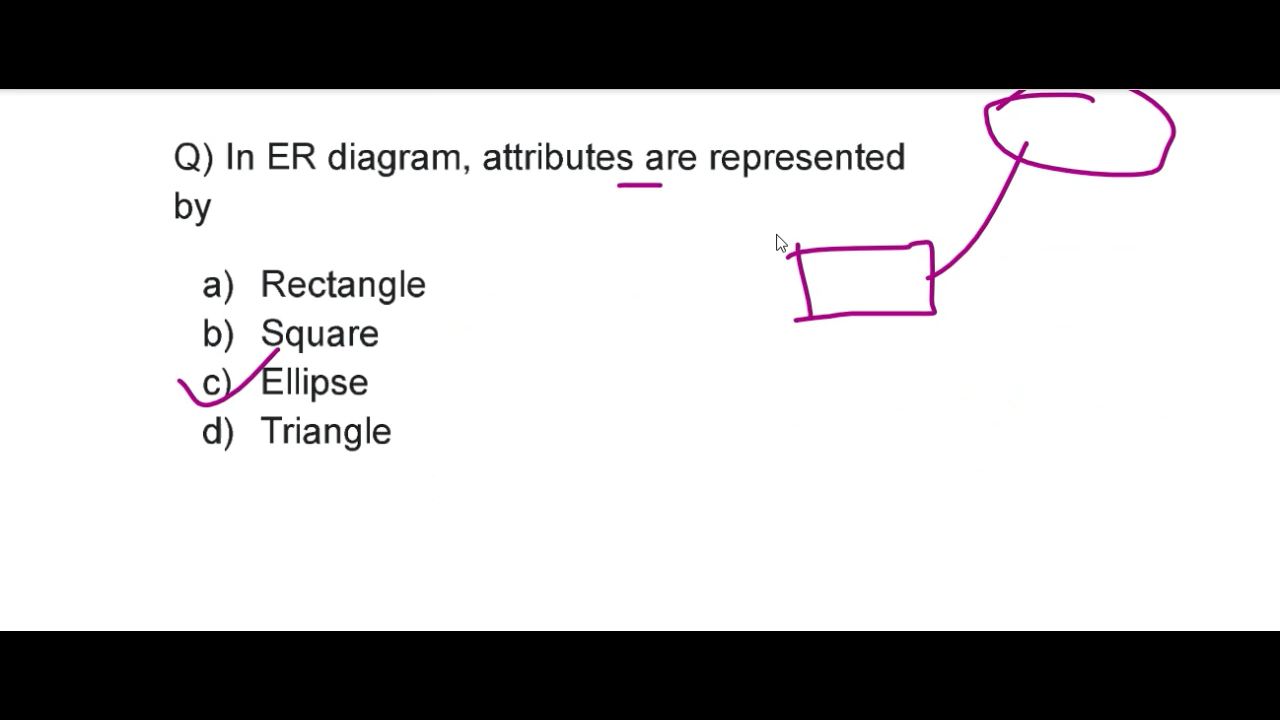 Q) In ER diagram, attributes are represented
by
a) Rectangle
b) Square
c) Ellipse
d) Triangle